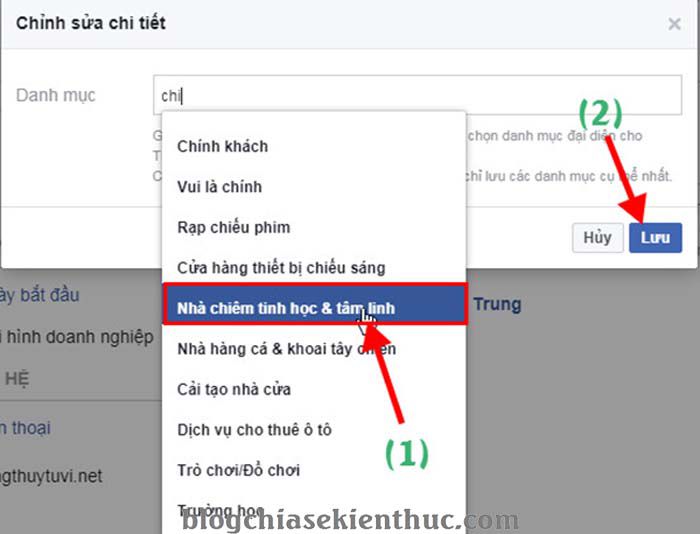 Chỉnh sửa chi tiết
×
Danh mục
chi
(2)
G
chọn danh mục đại diện cho
T
C
chỉ lưu các danh mục cụ thể nhất.
Chính khách
Vui là chính
Rạp chiếu phim
Hủy
Lưu
Cửa hàng thiết bị chiếu sáng
ày bắt đầu
Nhà chiêm tinh học & tâm linh
Trung
i hình doanh nghiệp
Nhà hàng cá & khoai tây chiên
HỆ
Cải tạo nhà cửa
n thoại
Dịch vụ cho thuê ô tô
(1)
Trò chơi/Đồ chơi
gthuytuvi.net
Trường học
blogchiasekienthuc.com